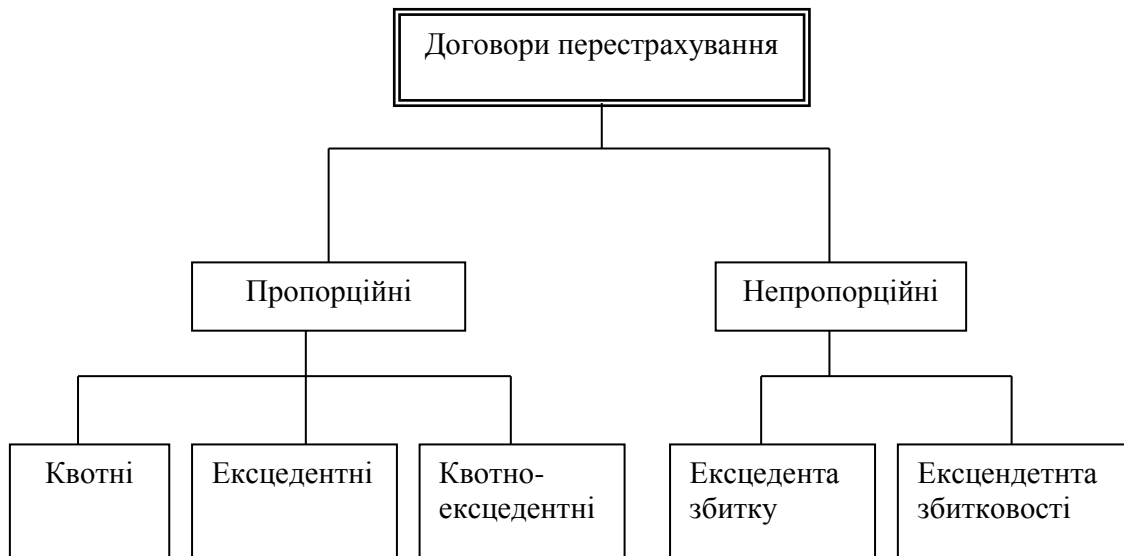 Договори перестрахування
Пропорційні
Непропорційні
Квотні
Ексцедентні
Квотно-
ексцедентні
Ексцедента
збитку
Ексцендетнта
збитковості